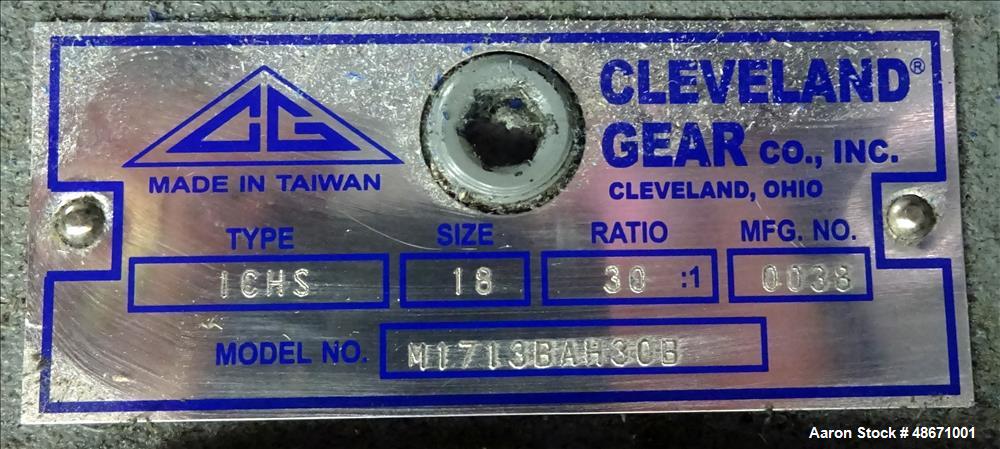 CG
MADE IN TAIWAN
CLEVELAND®
GEAR CO., INC.
CLEVELAND, OHIO
TYPE SIZE RATIO MFG. NO.
1CHS 18 30 :1 0038
MODEL NO. M1713BAH30B
Aaron Stock # 48671001